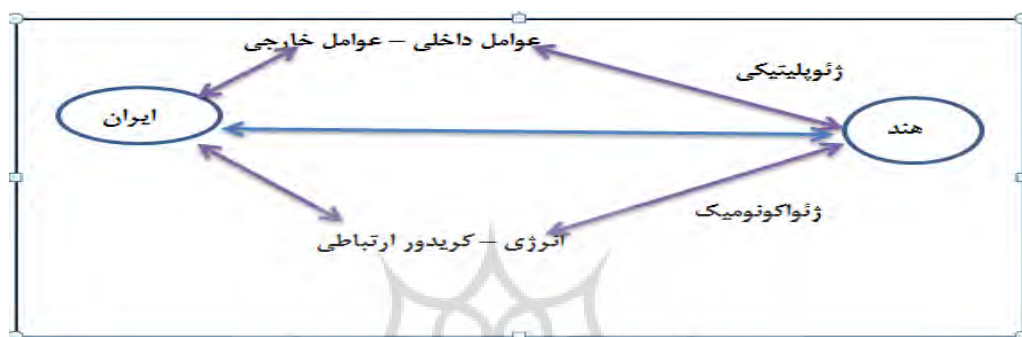 عوامل داخلی – عوامل خارجی
ژئوپلیتیکی
ایران
هند
ژئواکونومیک
انرژی – کریدور ارتباطی